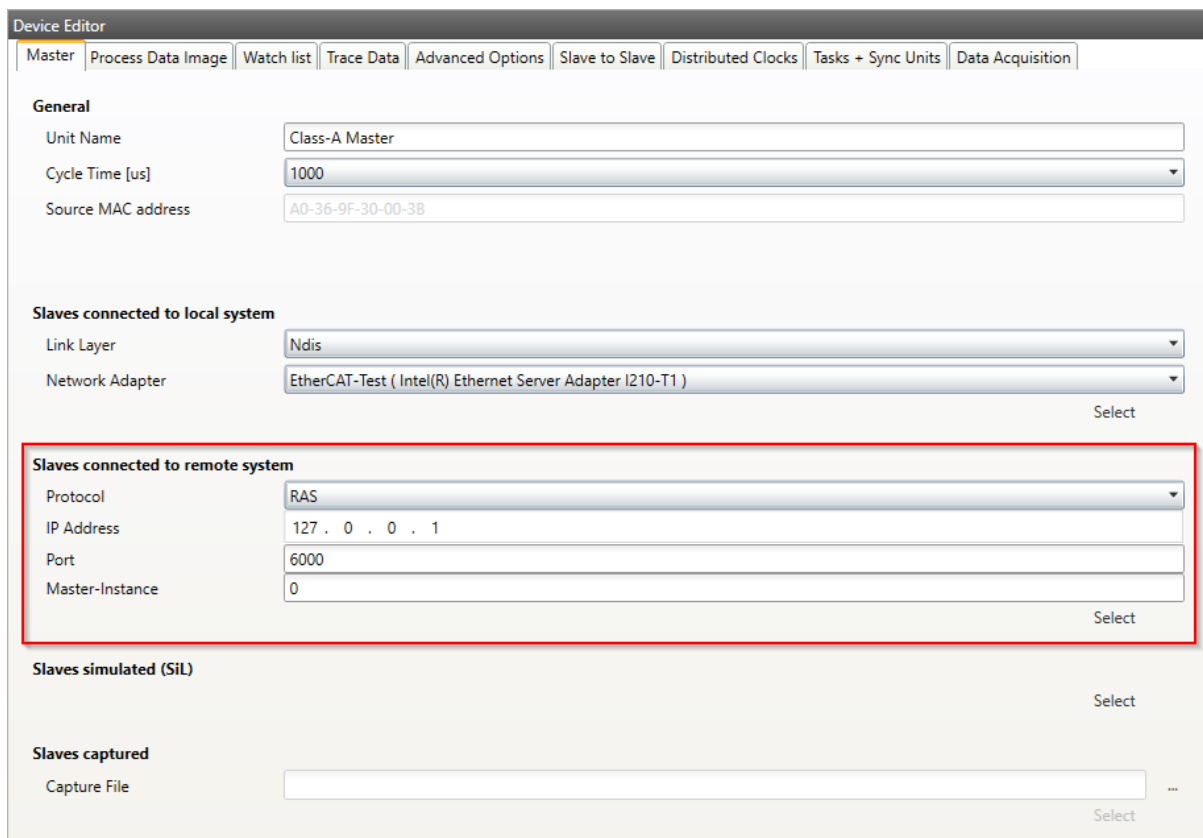 Device Editor
Master Process Data Image Watch list Trace Data Advanced Options Slave to Slave Distributed Clocks Tasks + Sync Units Data Acquisition
General
Unit Name Class-A Master
Cycle Time [us] 1000
Source MAC address A0-36-9F-30-00-3B
Slaves connected to local system
Link Layer Ndis
Network Adapter EtherCAT-Test ( Intel(R) Ethernet Server Adapter I210-T1 )
Select
Slaves connected to remote system
Protocol RAS
IP Address 127 . 0 . 0 . 1
Port 6000
Master-Instance 0
Select
Slaves simulated (SiL)
Select
Slaves captured
Capture File ...
Select